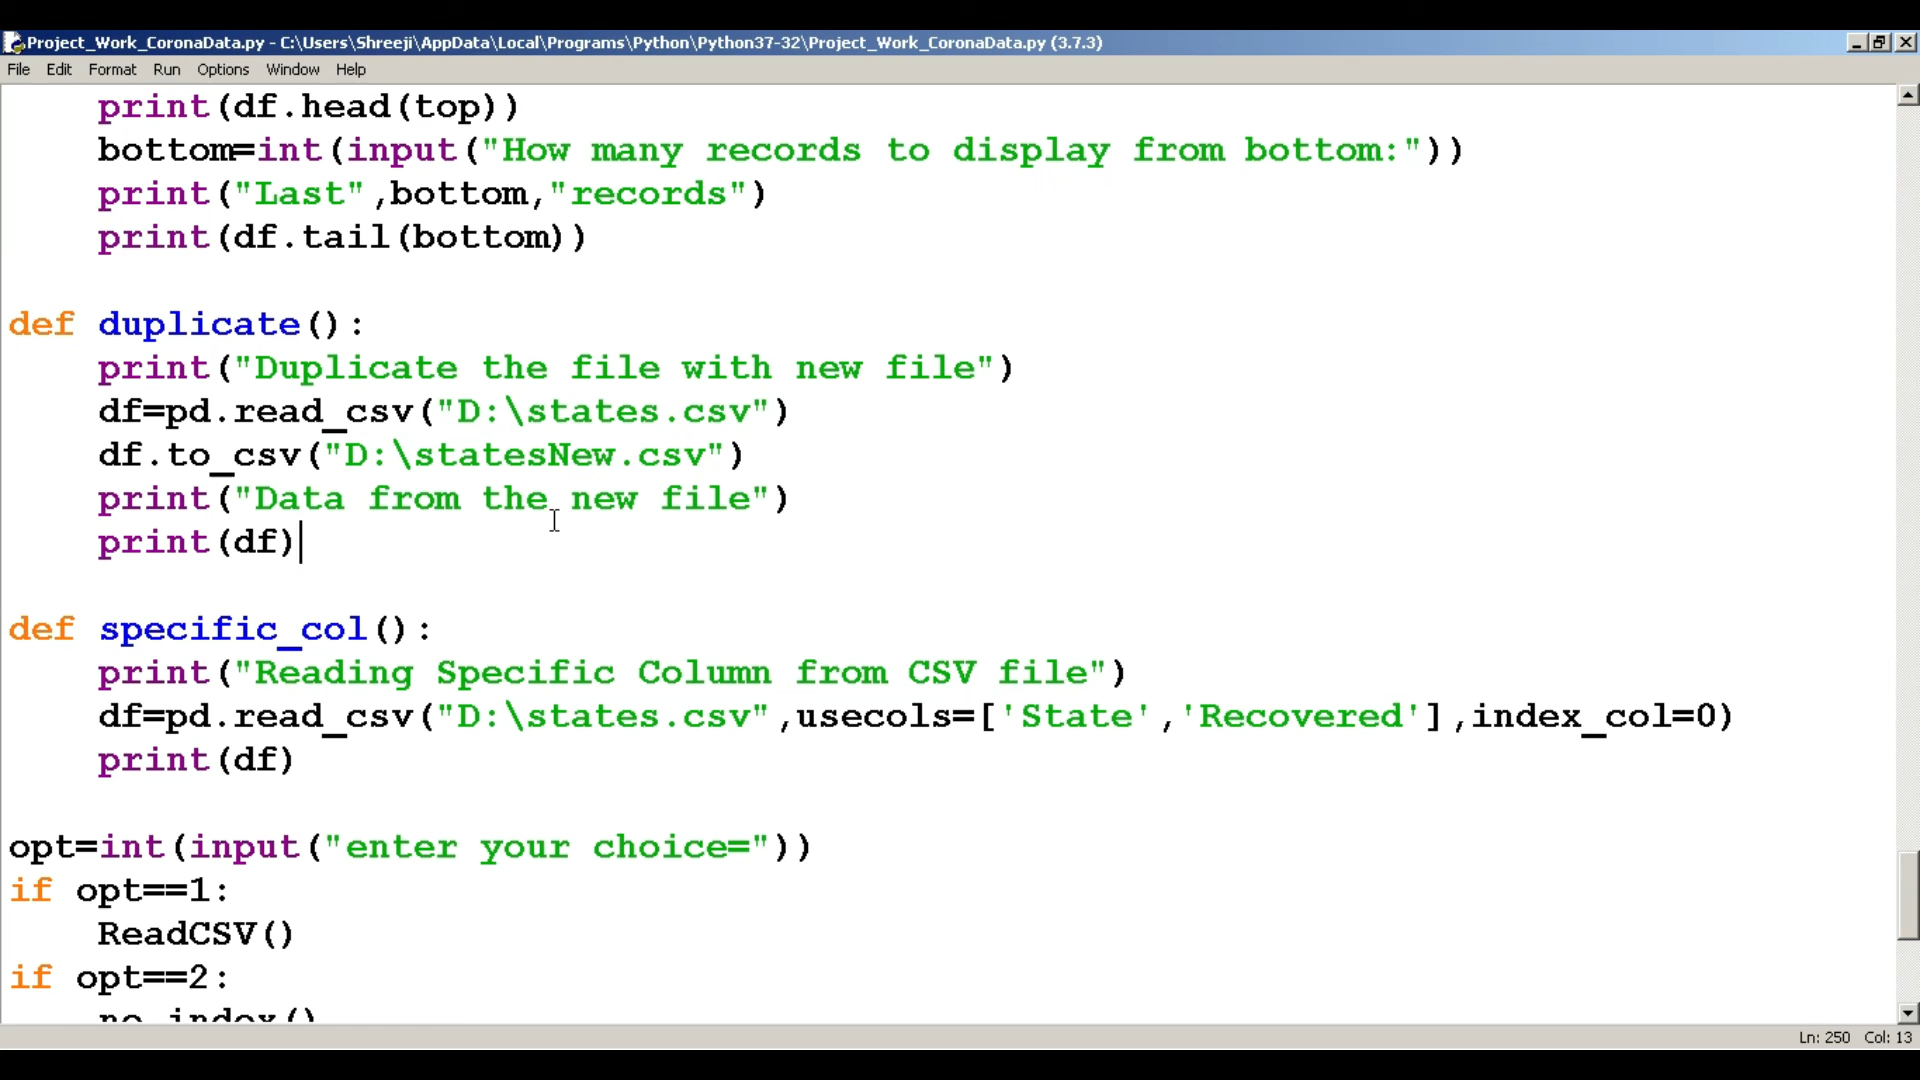 Project_Work_CoronaData.py - C:\Users\Shreeji\AppData\Local\Programs\Python\Python37-32\Project_Work_CoronaData.py (3.7.3)
File Edit Format Run Options Window Help
    print(df.head(top))
    bottom=int(input("How many records to display from bottom:"))
    print("Last",bottom,"records")
    print(df.tail(bottom))
def duplicate():
    print("Duplicate the file with new file")
    df=pd.read_csv("D:\states.csv")
    df.to_csv("D:\statesNew.csv")
    print("Data from the new file")
    print(df)
def specific_col():
    print("Reading Specific Column from CSV file")
    df=pd.read_csv("D:\states.csv",usecols=['State','Recovered'],index_col=0)
    print(df)
opt=int(input("enter your choice="))
if opt==1:
    ReadCSV()
if opt==2:
    no_index()
Ln: 250 Col: 13